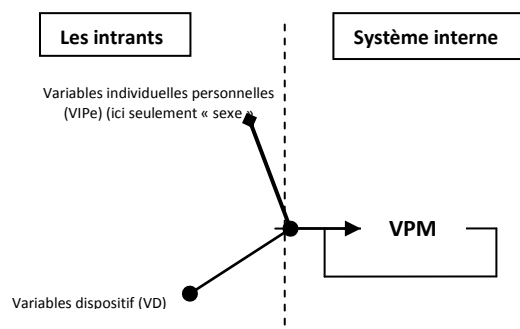 Les intrants
Système interne
Variables individuelles personnelles
(VIPe) (ici seulement « sexe »
VPM
Variables dispositif (VD)